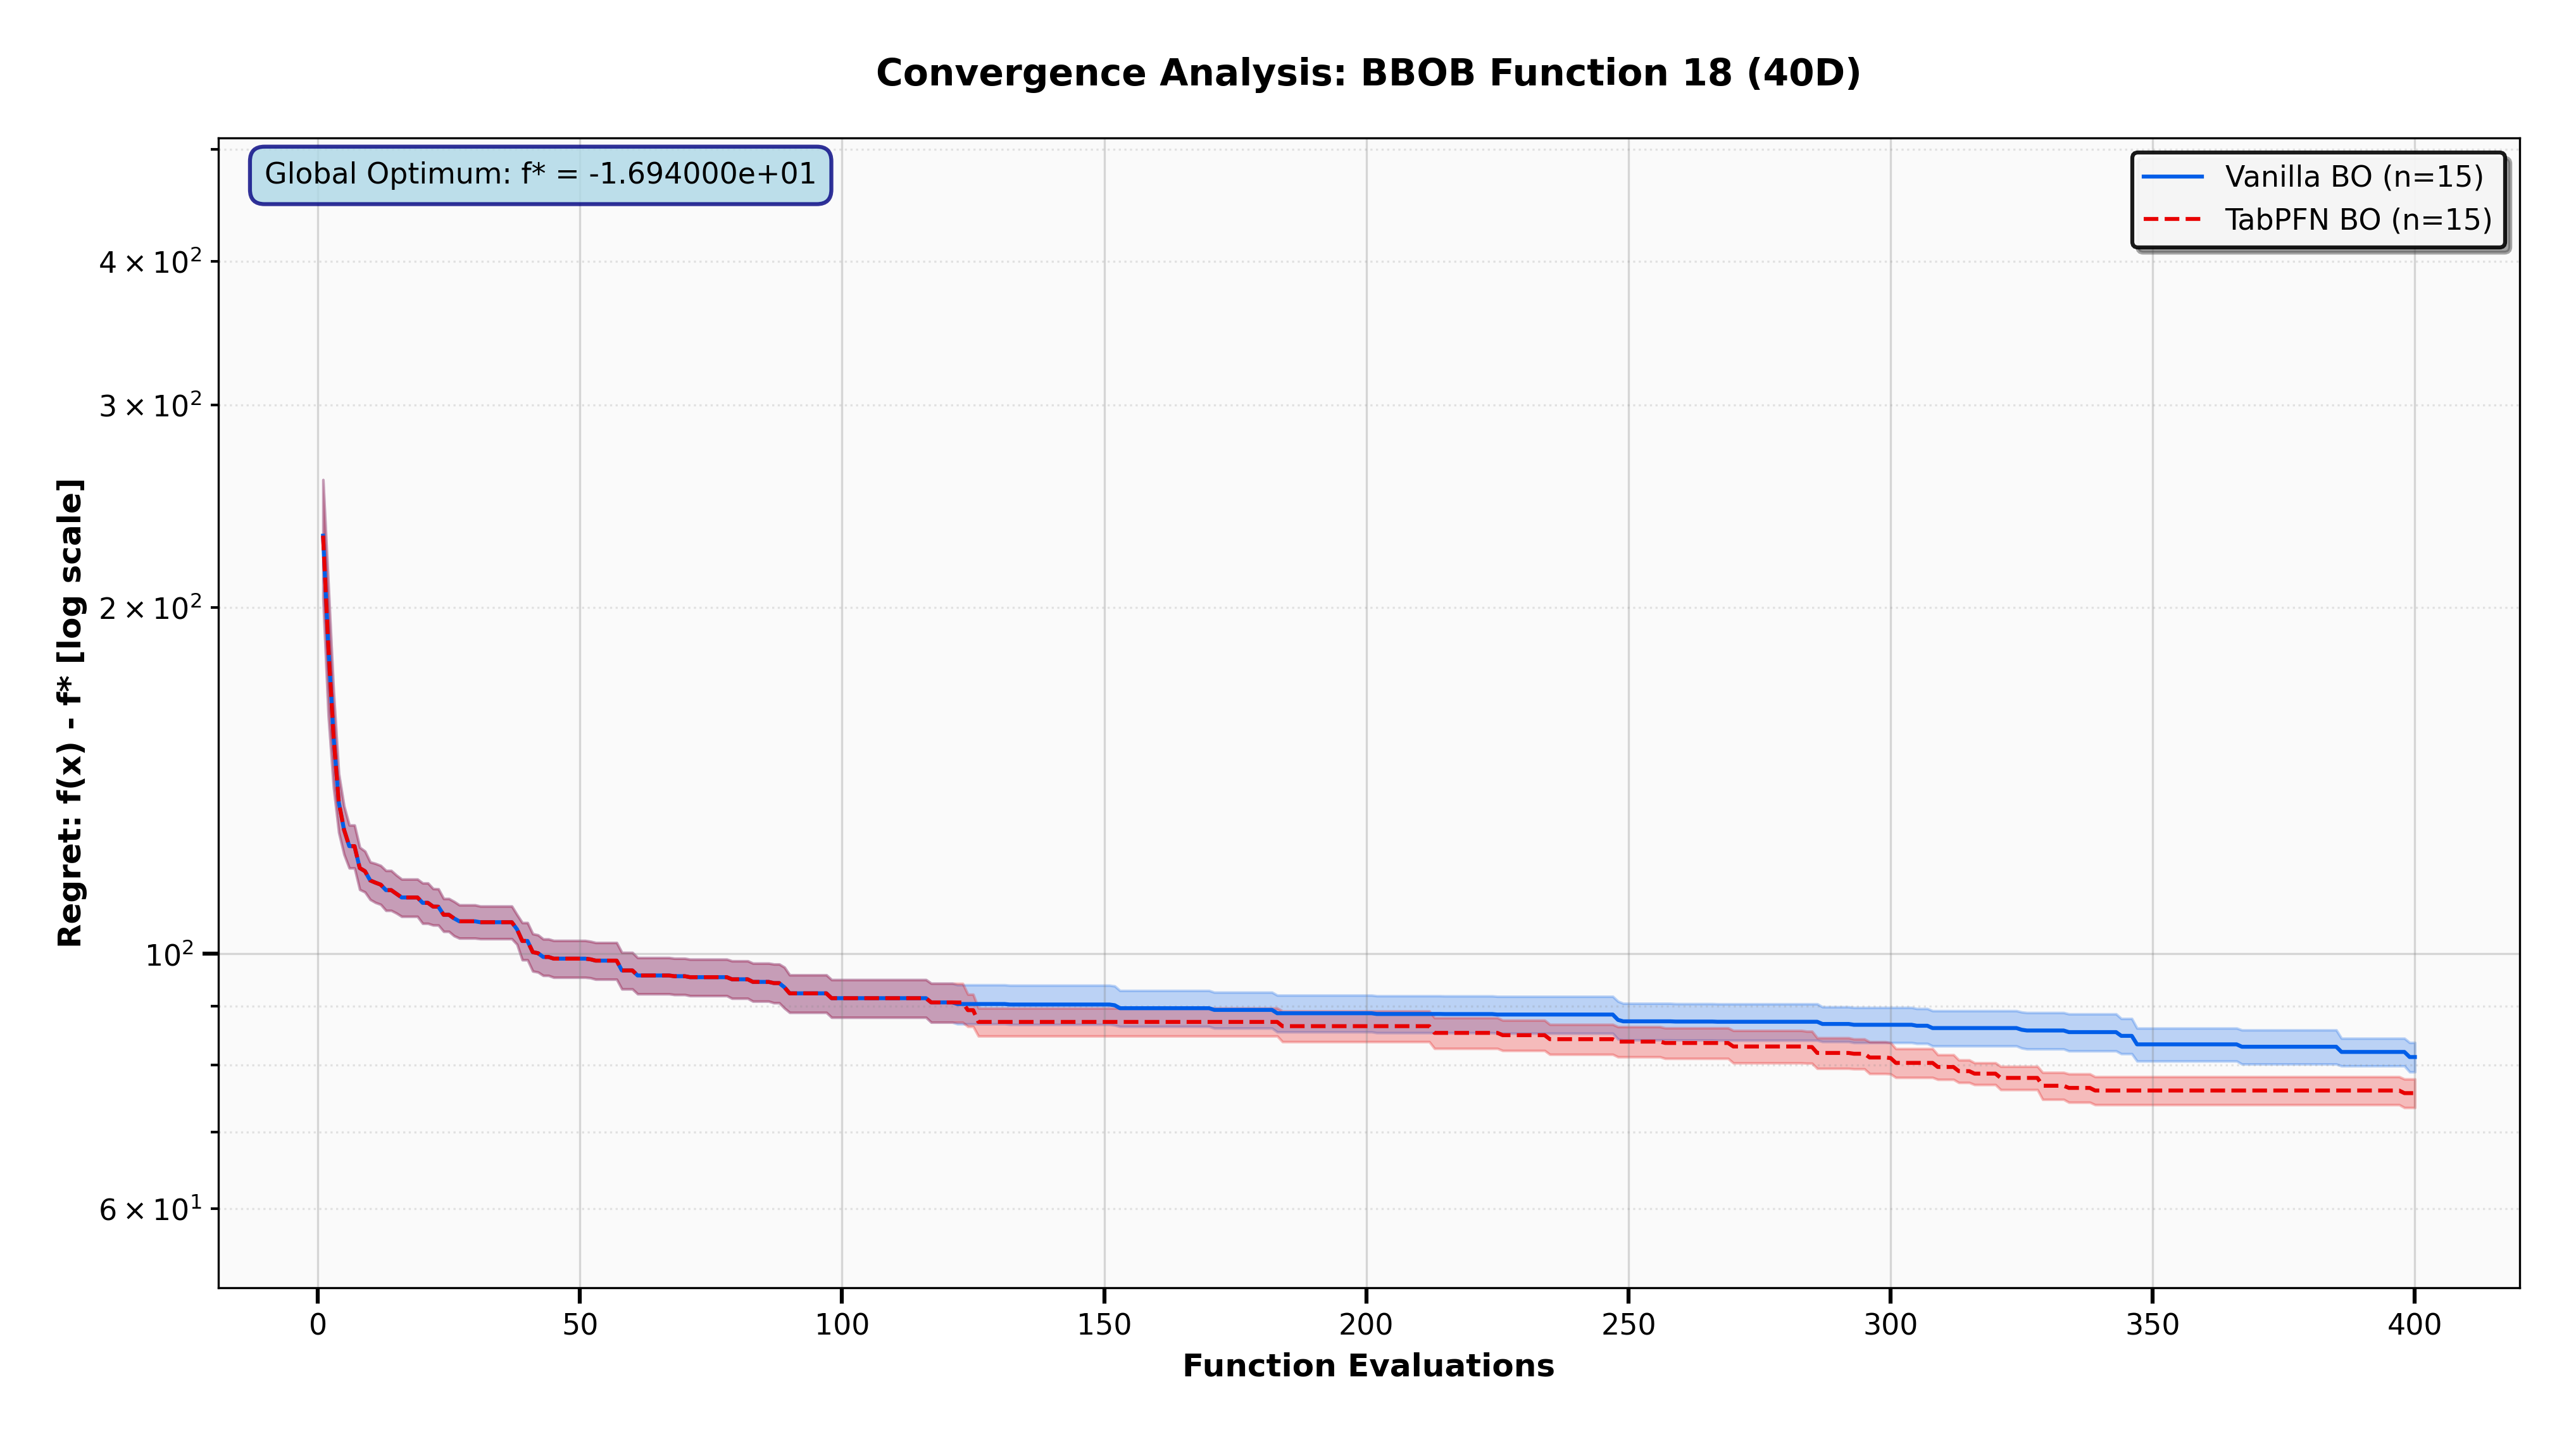 Convergence Analysis: BBOB Function 18 (40D)
Global Optimum: f* = -1.694000e+01
Vanilla BO (n=15)
TabPFN BO (n=15)
Regret: f(x) - f* [log scale]
4 × 10²
3 × 10²
2 × 10²
10²
6 × 10¹
0 50 100 150 200 250 300 350 400
Function Evaluations